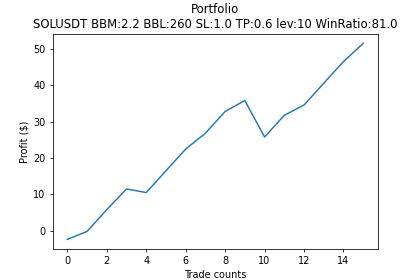 Portfolio
SOLUSDT BBM:2.2 BBL:260 SL:1.0 TP:0.6 lev:10 WinRatio:81.0
50
40
30
20
10
0
Profit ($)
0 2 4 6 8 10 12 14
Trade counts